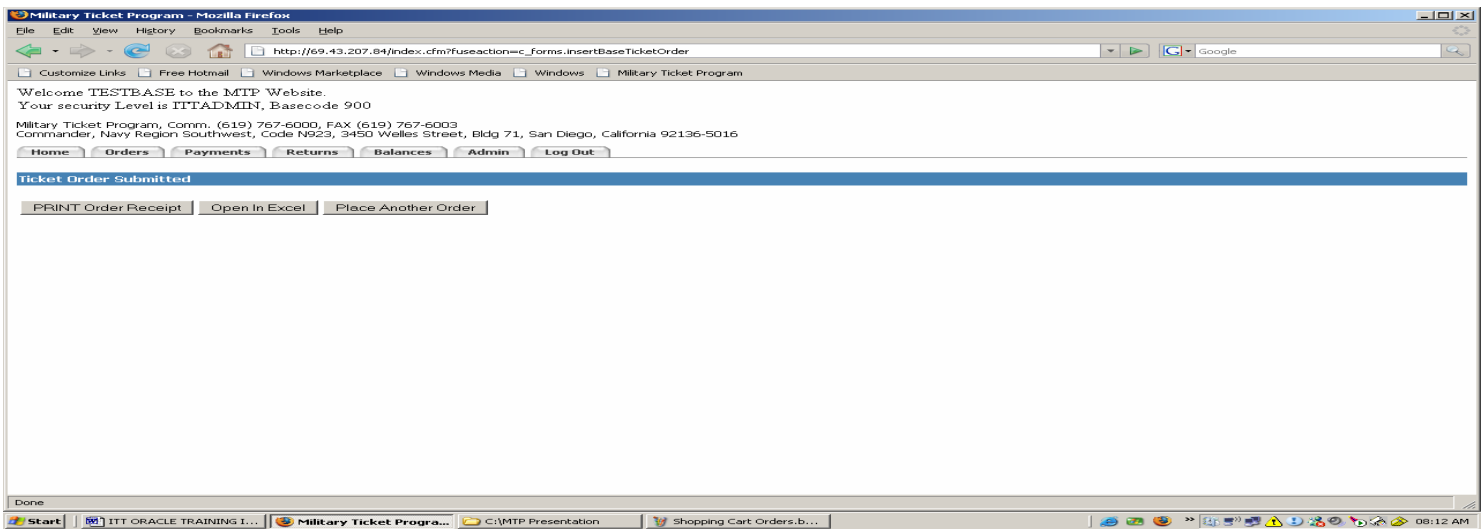 Military Ticket Program - Mozilla Firefox
File Edit View History Bookmarks Tools Help
http://69.43.207.84/index.cfm?fuseaction=c_forms.insertBaseTicketOrder
G Google
Customize Links Free Hotmail Windows Marketplace Windows Media Windows Military Ticket Program
Welcome TESTBASE to the MTP Website.
Your security Level is ITTADMIN, Basecode 900
Military Ticket Program, Comm. (619) 767-6000, FAX (619) 767-6003
Commander, Navy Region Southwest, Code N923, 3450 Welles Street, Bldg 71, San Diego, California 92136-5016
Home Orders Payments Returns Balances Admin Log Out
Ticket Order Submitted
PRINT Order Receipt Open In Excel Place Another Order
Done
Start ITT ORACLE TRAINING I... Military Ticket Progra... C:\MTP Presentation Shopping Cart Orders.b... 08:12 AM